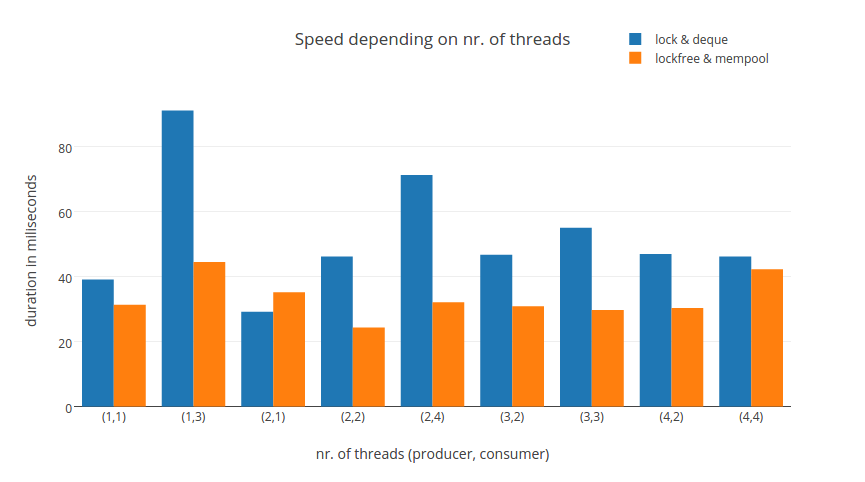 Speed depending on nr. of threads
lock & deque
lockfree & mempool
duration in milliseconds
80
60
40
20
0
(1,1) (1,3) (2,1) (2,2) (2,4) (3,2) (3,3) (4,2) (4,4)
nr. of threads (producer, consumer)